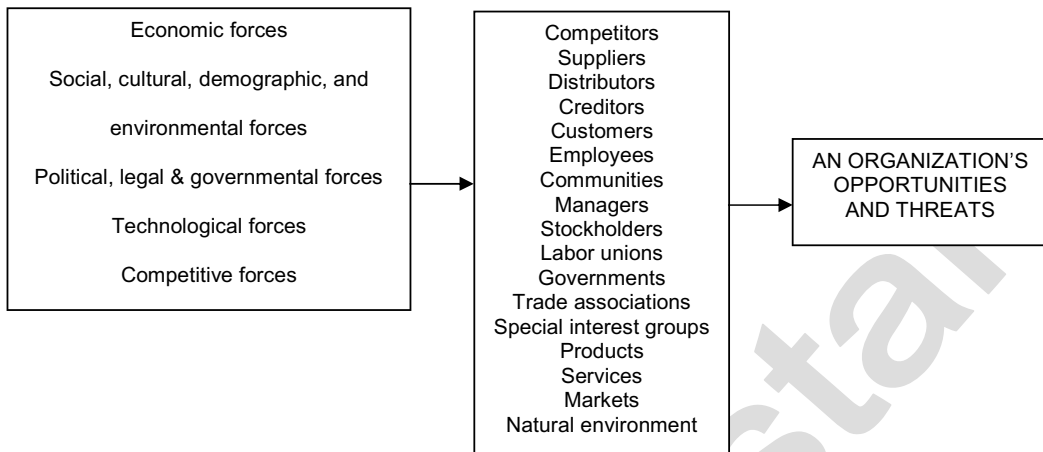 Economic forces
Social, cultural, demographic, and
environmental forces
Political, legal & governmental forces
Technological forces
Competitive forces
Competitors
Suppliers
Distributors
Creditors
Customers
Employees
Communities
Managers
Stockholders
Labor unions
Governments
Trade associations
Special interest groups
Products
Services
Markets
Natural environment
AN ORGANIZATION’S
OPPORTUNITIES
AND THREATS